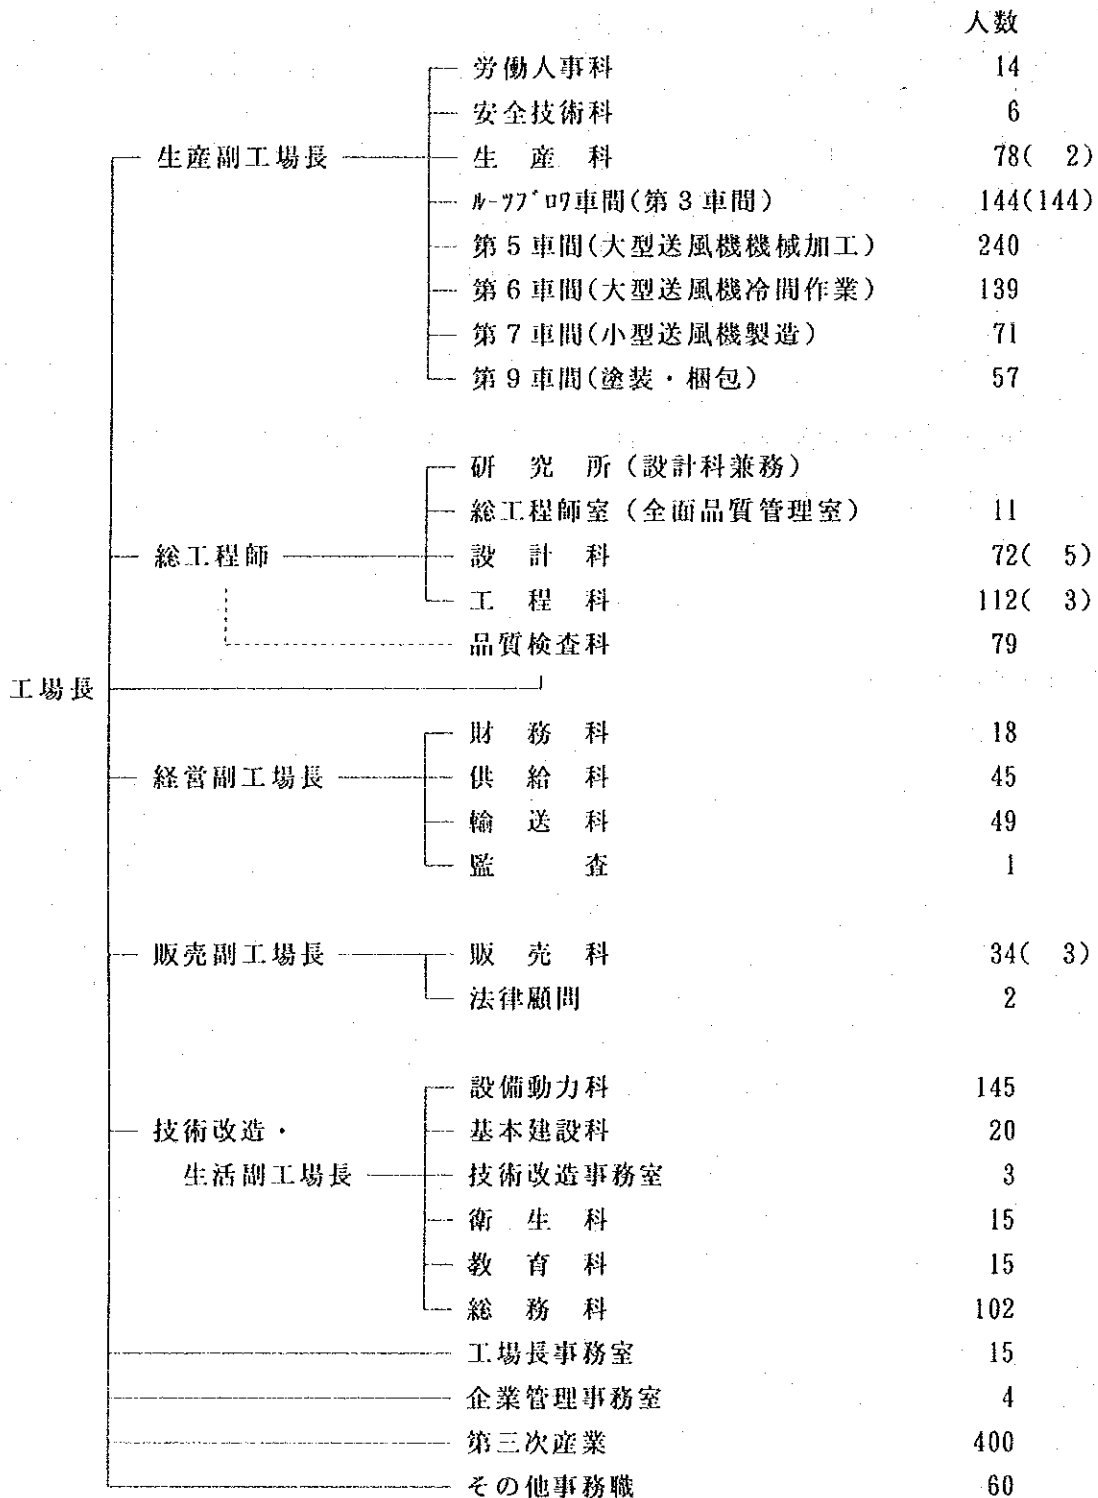 人数
労働人事科 14
安全技術科 6
生産副工場長 生産科 78( 2)
ルーツブロワ車間(第3車間) 144(144)
第5車間(大型送風機機械加工) 240
第6車間(大型送風機冷間作業) 139
第7車間(小型送風機製造) 71
第9車間(塗装・梱包) 57
研究所(設計科兼務)
総工程師室(全面品質管理室) 11
総工程師 設計科 72( 5)
工程科 112( 3)
品質検査科 79
工場長
財務科 18
経営副工場長 供給科 45
輸送科 49
監査 1
販売副工場長 販売科 34( 3)
法律顧問 2
設備動力科 145
技術改造・ 基本建設科 20
生活副工場長 技術改造事務室 3
衛生科 15
教育科 15
総務科 102
工場長事務室 15
企業管理事務室 4
第三次産業 400
その他事務職 60